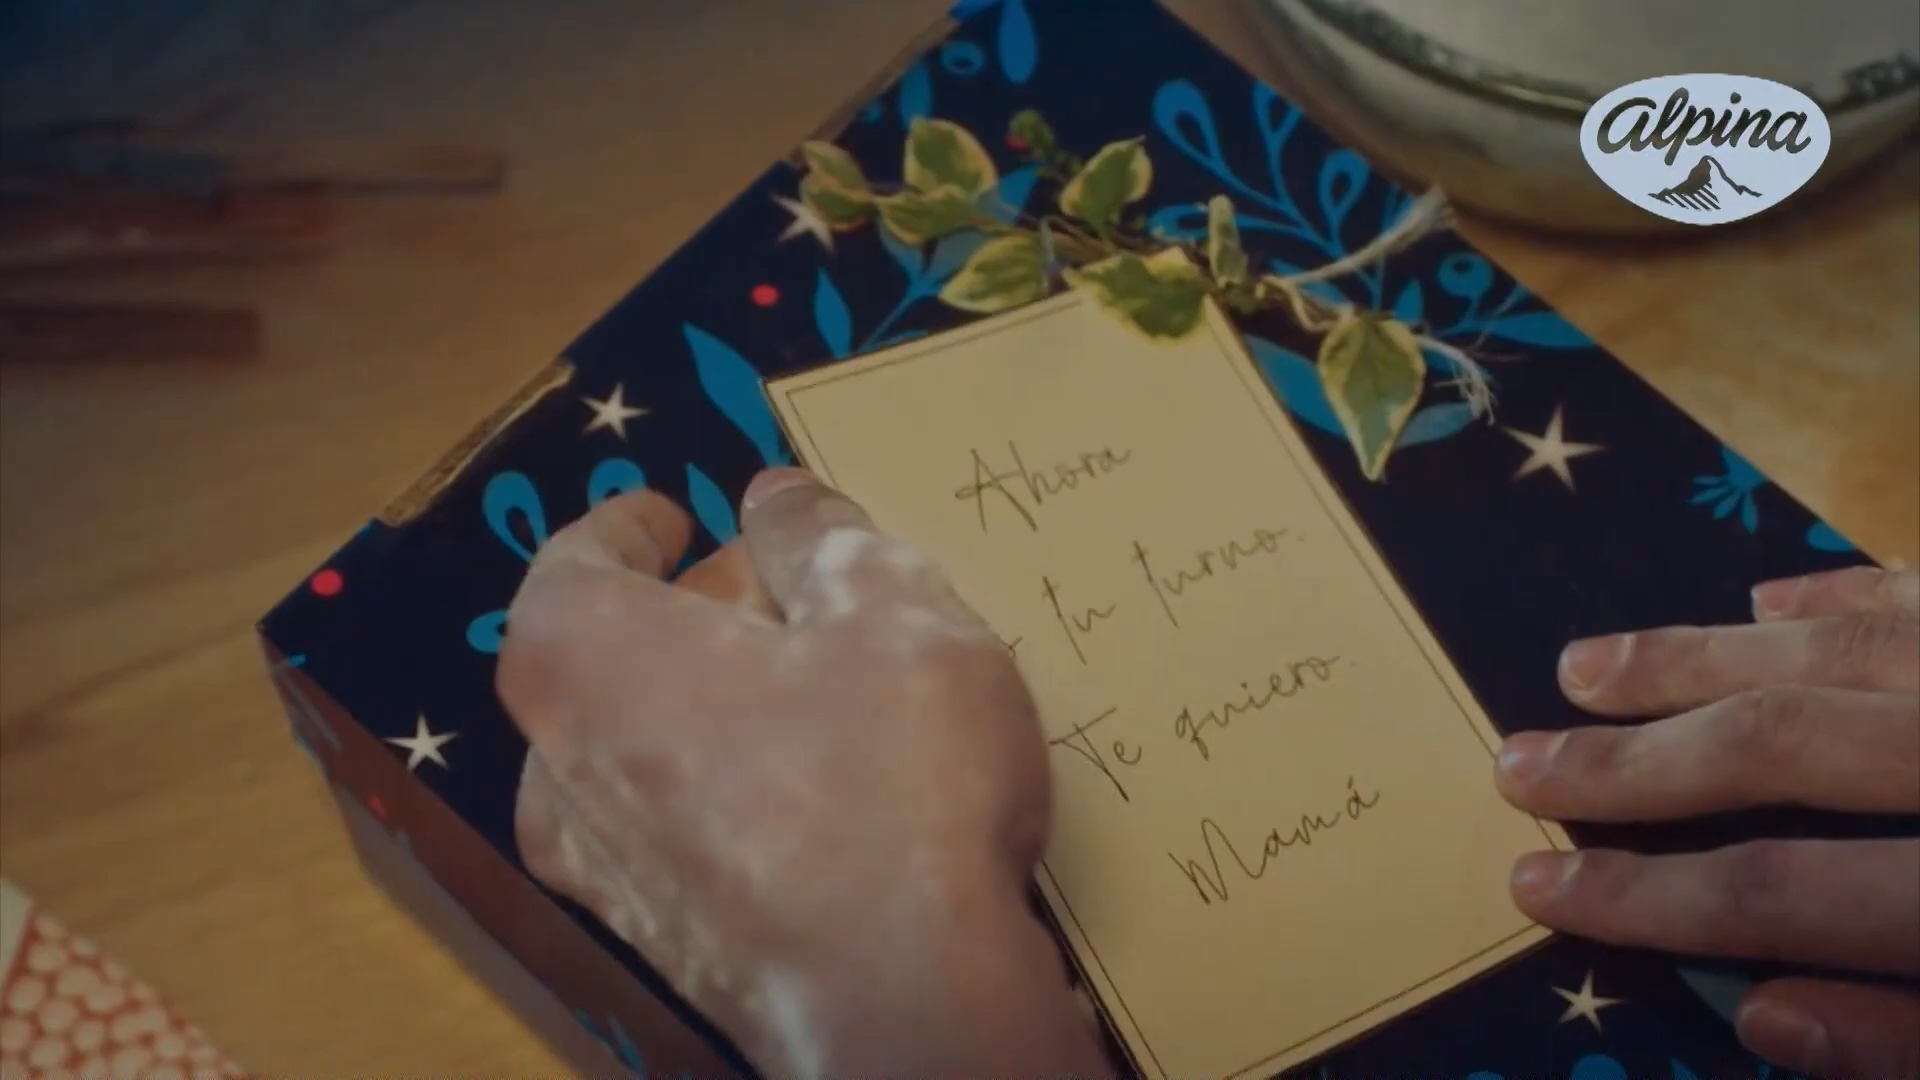 alpina
Ahora
tu turno.
Te quiero.
Mamá